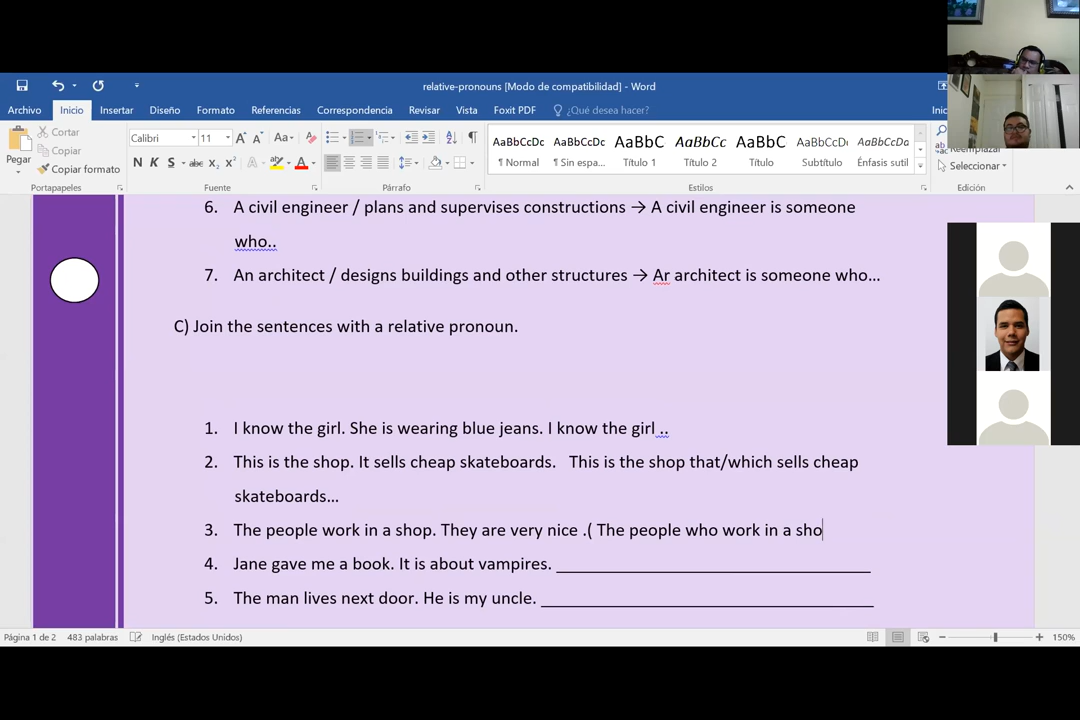 relative-pronouns [Modo de compatibilidad] - Word
Archivo Inicio Insertar Diseño Formato Referencias Correspondencia Revisar Vista Foxit PDF ¿Qué desea hacer? Inic
Pegar Cortar Copiar Copiar formato
Calibri 11 A A Aa
N K S abc x₂ x² A A
AaBbCcDc AaBbCcDc AaBbC AaBbCc AaBbC AaBbCcD AaBbCcDa
¶ Normal ¶ Sin espa... Título 1 Título 2 Título Subtítulo Énfasis sutil
Reemplazar
Seleccionar
Portapapeles Fuente Párrafo Estilos Edición
6. A civil engineer / plans and supervises constructions → A civil engineer is someone
who..
7. An architect / designs buildings and other structures → Ar architect is someone who...
C) Join the sentences with a relative pronoun.
1. I know the girl. She is wearing blue jeans. I know the girl ..
2. This is the shop. It sells cheap skateboards. This is the shop that/which sells cheap
skateboards...
3. The people work in a shop. They are very nice .( The people who work in a sho
4. Jane gave me a book. It is about vampires. ____________________
5. The man lives next door. He is my uncle. ____________________
Página 1 de 2 483 palabras Inglés (Estados Unidos) 150%